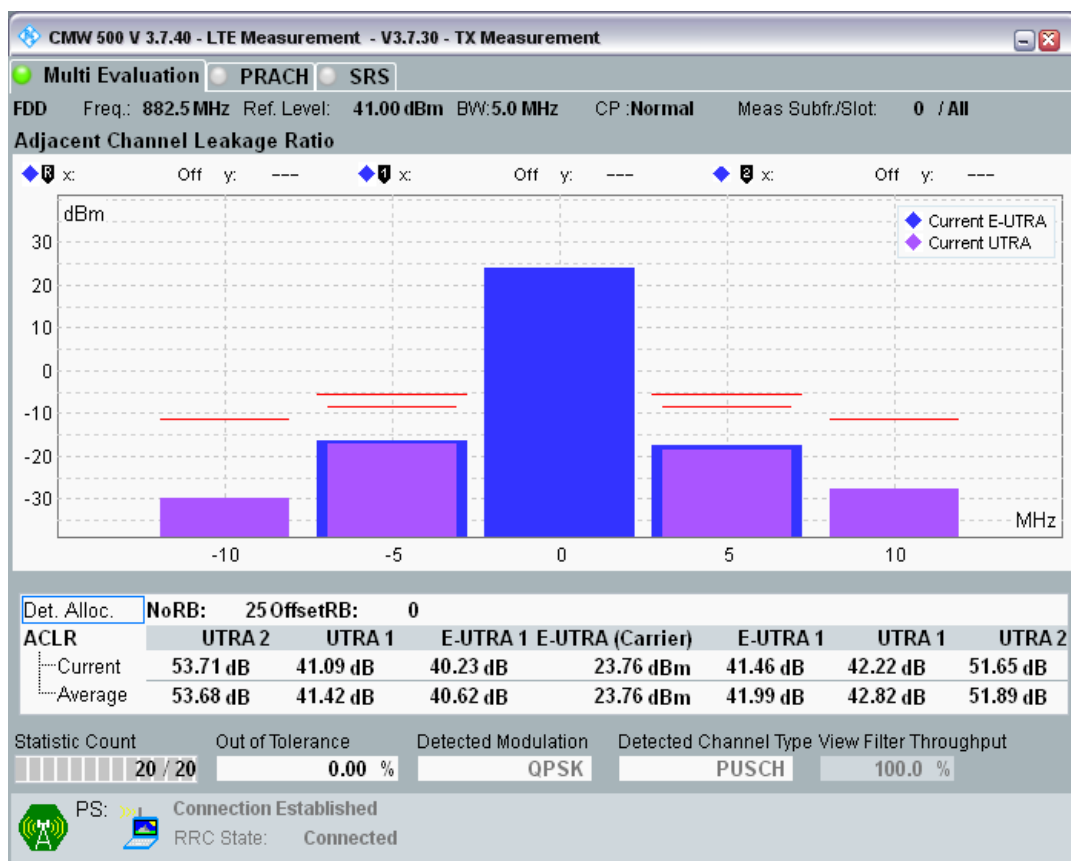 CMW 500 V 3.7.40 - LTE Measurement - V3.7.30 - TX Measurement
Multi Evaluation PRACH SRS
FDD Freq.: 882.5 MHz Ref. Level: 41.00 dBm BW:5.0 MHz CP :Normal Meas Subfr./Slot: 0 / All
Adjacent Channel Leakage Ratio
R x: Off y: --- 1 x: Off y: --- 2 x: Off y: ---
dBm
Current E-UTRA
Current UTRA
30
20
10
0
-10
-20
-30
MHz
-10 -5 0 5 10
Det. Alloc. NoRB: 25 OffsetRB: 0
ACLR UTRA 2 UTRA 1 E-UTRA 1 E-UTRA (Carrier) E-UTRA 1 UTRA 1 UTRA 2
Current 53.71 dB 41.09 dB 40.23 dB 23.76 dBm 41.46 dB 42.22 dB 51.65 dB
Average 53.68 dB 41.42 dB 40.62 dB 23.76 dBm 41.99 dB 42.82 dB 51.89 dB
Statistic Count Out of Tolerance Detected Modulation Detected Channel Type View Filter Throughput
20 / 20 0.00 % QPSK PUSCH 100.0 %
PS: Connection Established
RRC State: Connected